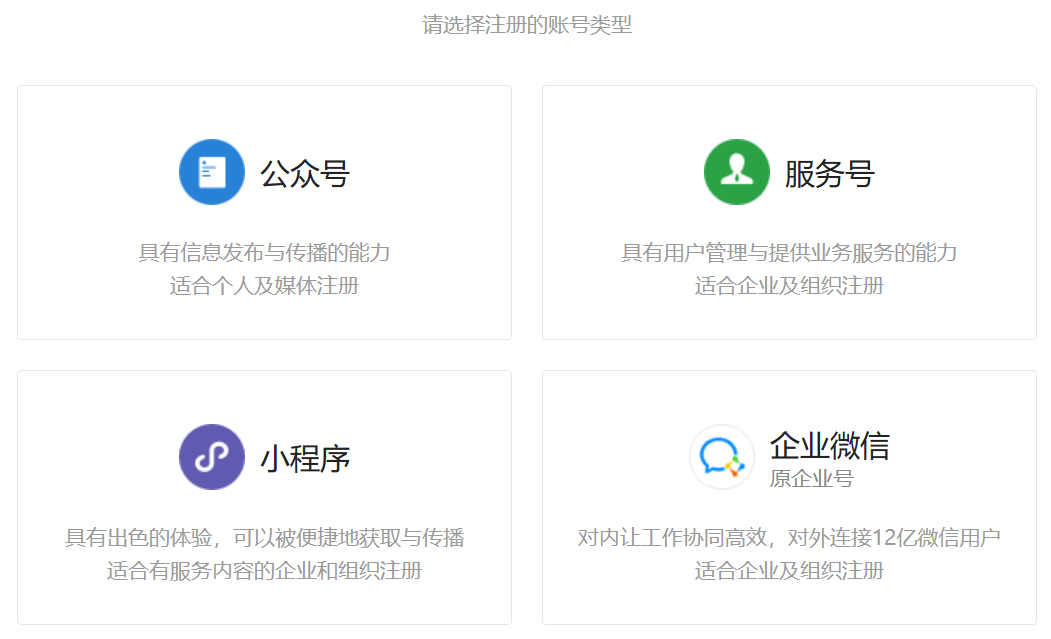 请选择注册的账号类型
公众号
具有信息发布与传播的能力
适合个人及媒体注册
服务号
具有用户管理与提供业务服务的能力
适合企业及组织注册
小程序
具有出色的体验，可以被便捷地获取与传播
适合有服务内容的企业和组织注册
企业微信
原企业号
对内让工作协同高效，对外连接12亿微信用户
适合企业及组织注册